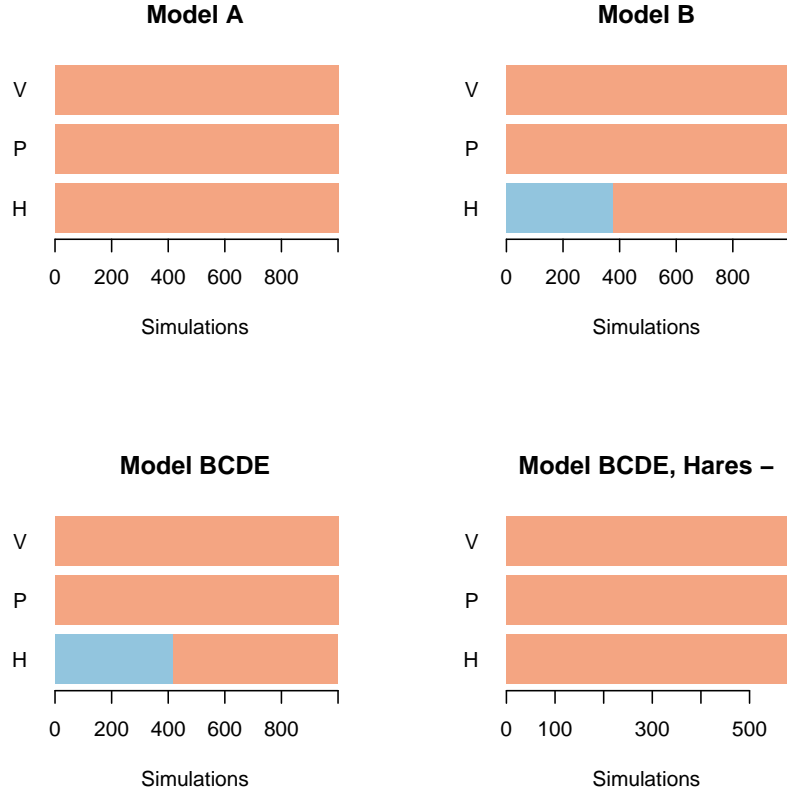 Model A
V
P
H
0 200 400 600 800
Simulations
Model B
V
P
H
0 200 400 600 800
Simulations
Model BCDE
V
P
H
0 200 400 600 800
Simulations
Model BCDE, Hares −
V
P
H
0 100 300 500
Simulations